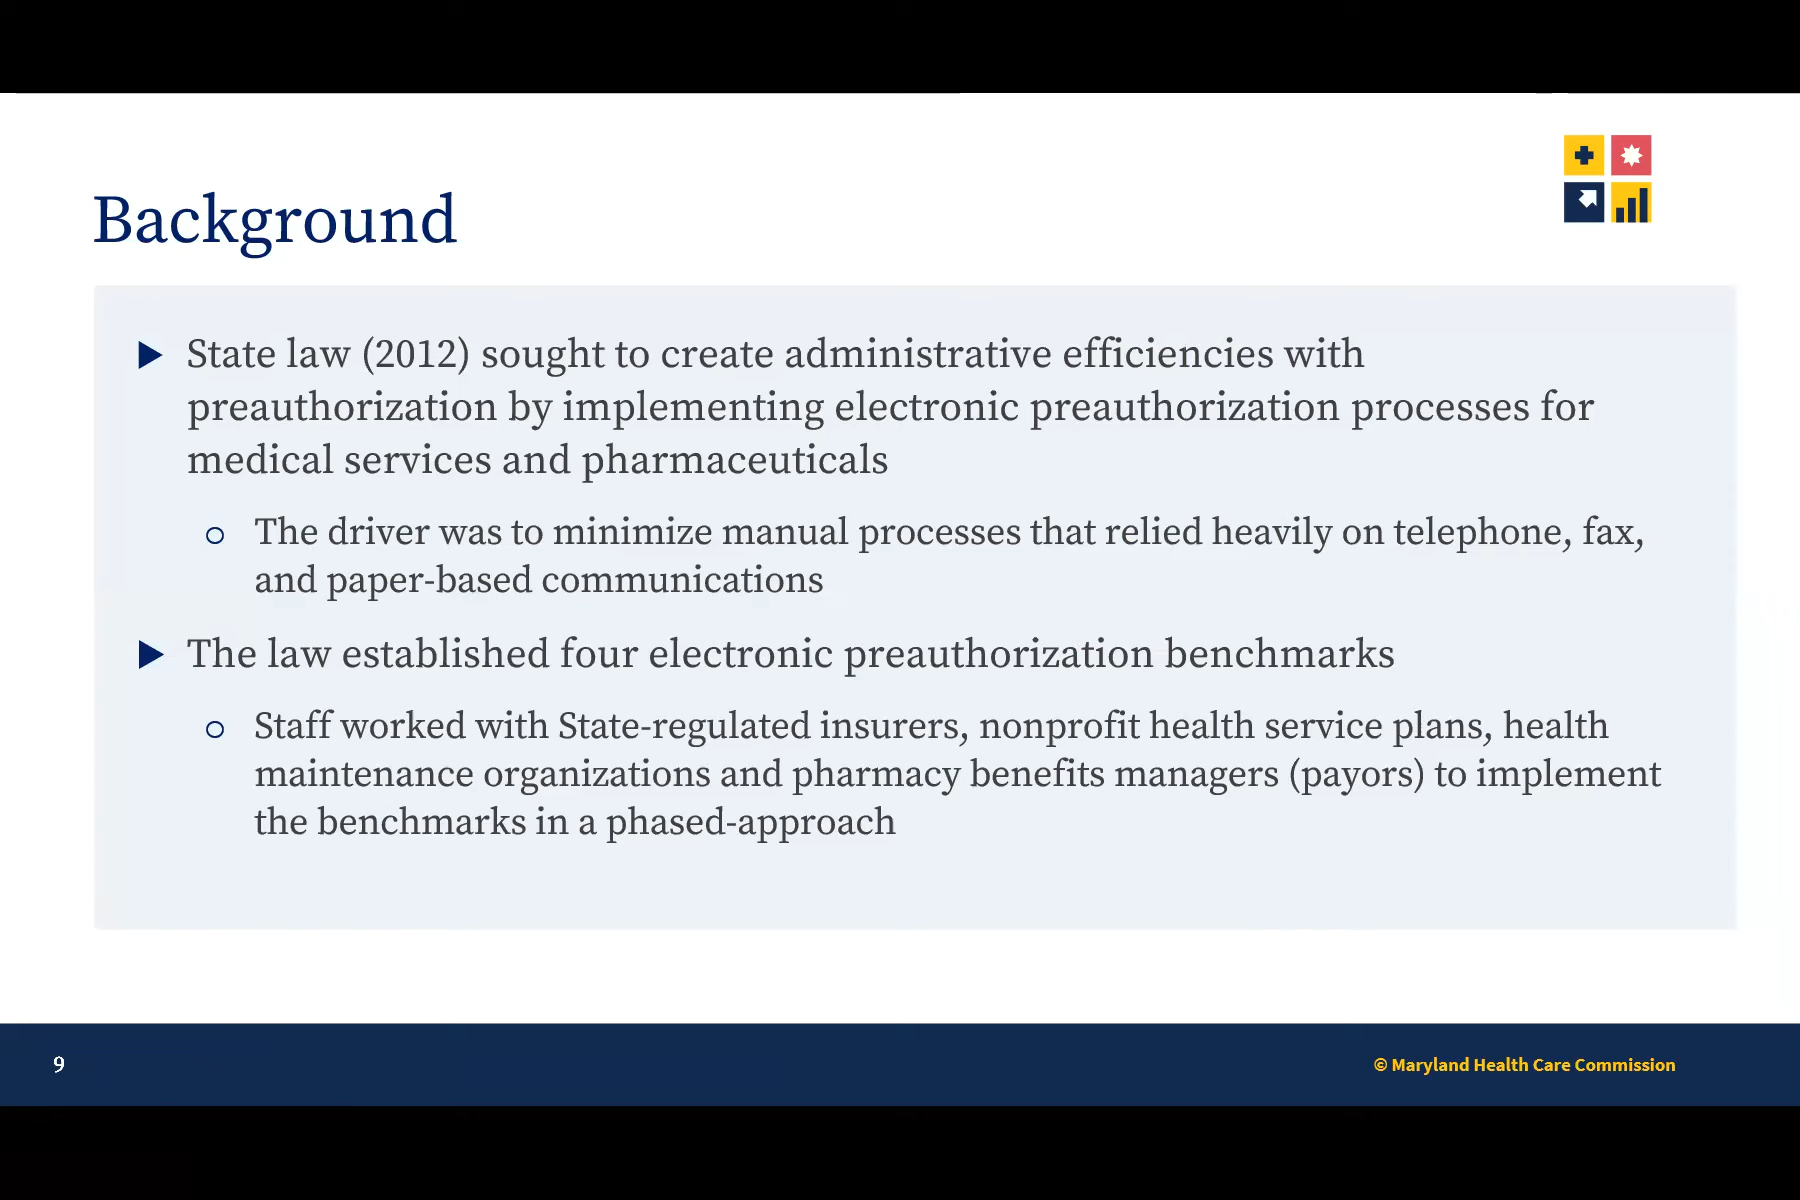 Background
State law (2012) sought to create administrative efficiencies with
preauthorization by implementing electronic preauthorization processes for
medical services and pharmaceuticals
The driver was to minimize manual processes that relied heavily on telephone, fax,
and paper-based communications
The law established four electronic preauthorization benchmarks
Staff worked with State-regulated insurers, nonprofit health service plans, health
maintenance organizations and pharmacy benefits managers (payors) to implement
the benchmarks in a phased-approach
9
© Maryland Health Care Commission